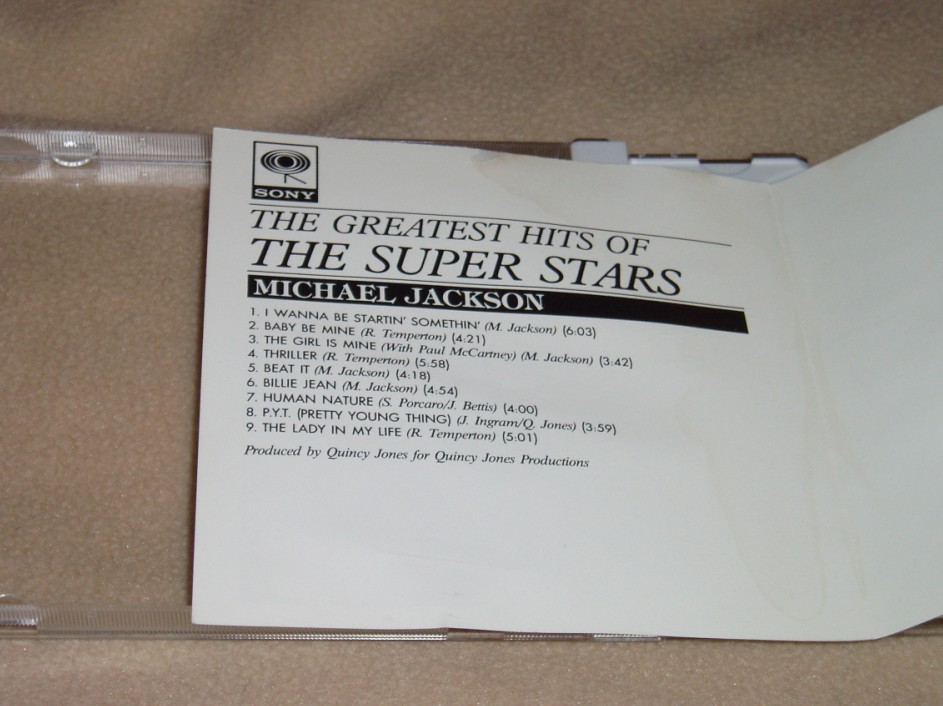 SONY
THE GREATEST HITS OF
THE SUPER STARS
MICHAEL JACKSON
1. I WANNA BE STARTIN' SOMETHIN' (M. Jackson) (6:03)
2. BABY BE MINE (R. Temperton) (4:21)
3. THE GIRL IS MINE (With Paul McCartney) (M. Jackson) (3:42)
4. THRILLER (R. Temperton) (5:58)
5. BEAT IT (M. Jackson) (4:18)
6. BILLIE JEAN (M. Jackson) (4:54)
7. HUMAN NATURE (S. Porcaro/J. Bettis) (4:00)
8. P.Y.T. (PRETTY YOUNG THING) (J. Ingram/Q. Jones) (3:59)
9. THE LADY IN MY LIFE (R. Temperton) (5:01)
Produced by Quincy Jones for Quincy Jones Productions